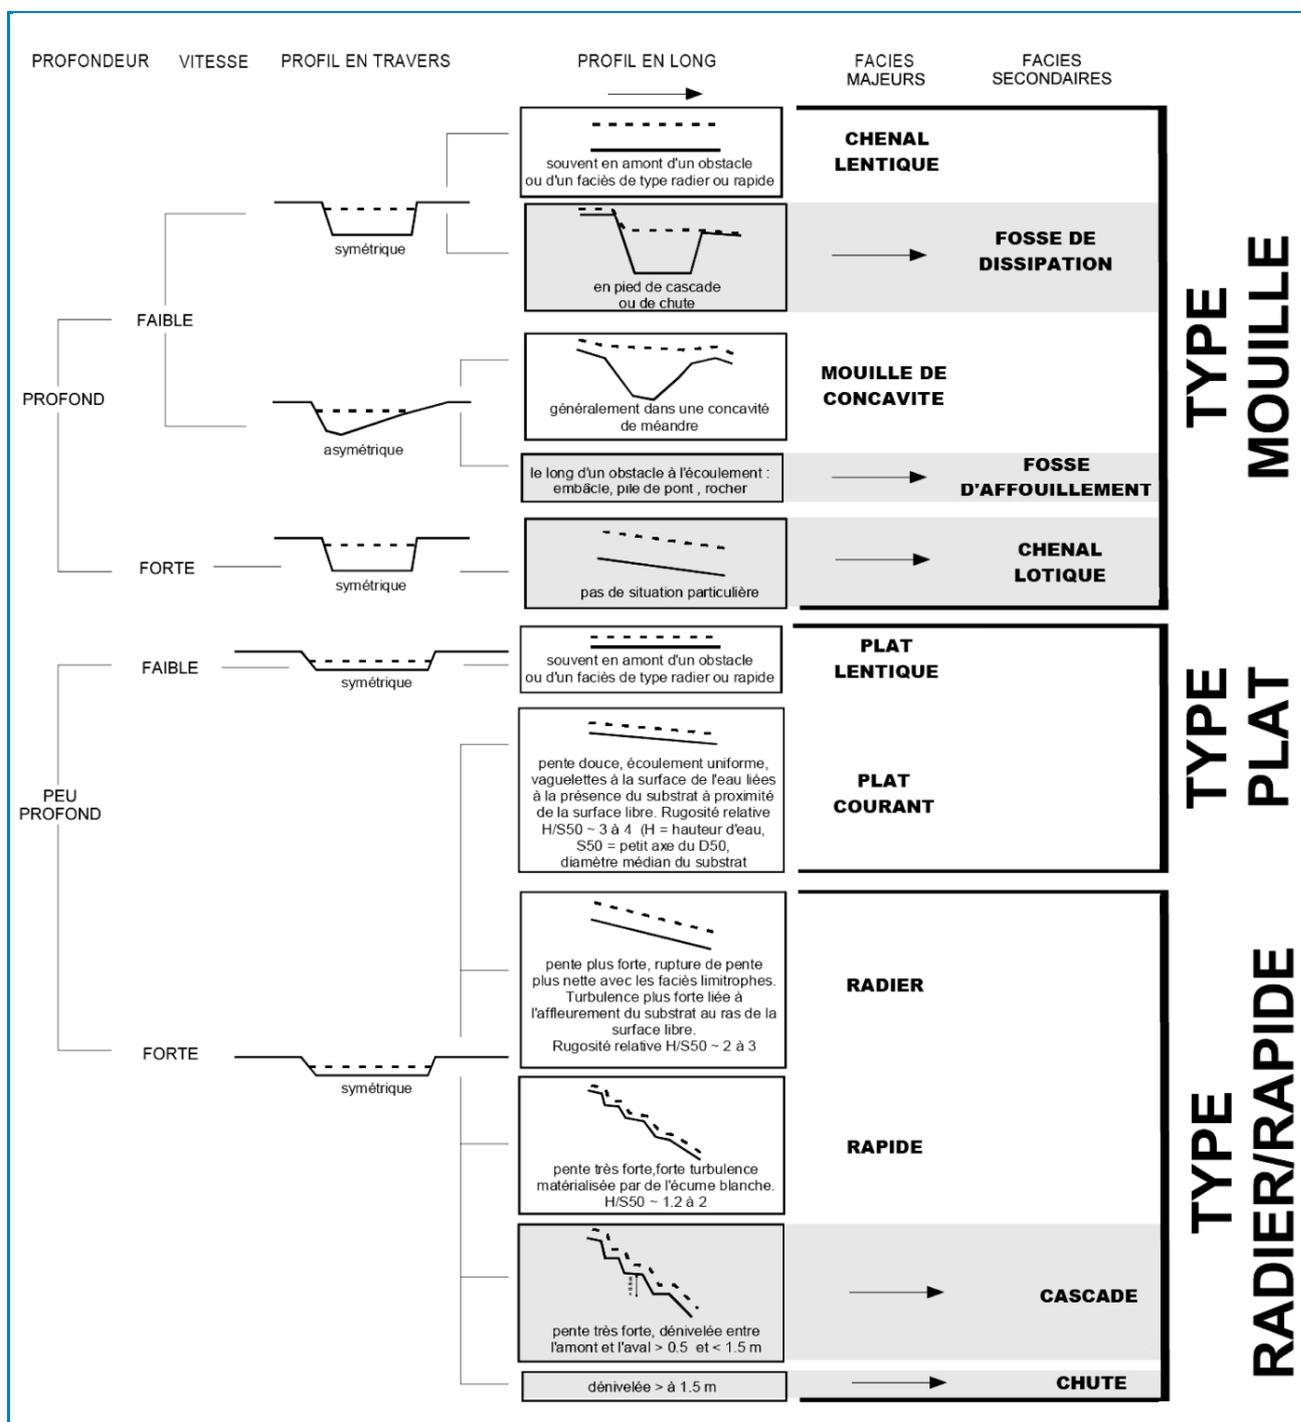 PROFONDEUR VITESSE PROFIL EN TRAVERS PROFIL EN LONG FACIES MAJEURS FACIES SECONDAIRES
souvent en amont d'un obstacle
ou d'un faciès de type radier ou rapide
CHENAL
LENTIQUE
symétrique
en pied de cascade
ou de chute
FOSSE DE
DISSIPATION
FAIBLE
PROFOND
généralement dans une concavité
de méandre
MOUILLE DE
CONCAVITE
asymétrique
le long d'un obstacle à l'écoulement :
embâcle, pile de pont , rocher
FOSSE
D'AFFOUILLEMENT
FORTE
symétrique
pas de situation particulière
CHENAL
LOTIQUE
TYPE
MOUILLE
FAIBLE
symétrique
souvent en amont d'un obstacle
ou d'un faciès de type radier ou rapide
PLAT
LENTIQUE
PEU
PROFOND
pente douce, écoulement uniforme,
vaguelettes à la surface de l'eau liées
à la présence du substrat à proximité
de la surface libre. Rugosité relative
H/S50 ~ 3 à 4 (H = hauteur d'eau,
S50 = petit axe du D50,
diamètre médian du substrat
PLAT
COURANT
TYPE
PLAT
pente plus forte, rupture de pente
plus nette avec les faciès limitrophes.
Turbulence plus forte liée à
l'affleurement du substrat au ras de la
surface libre.
Rugosité relative H/S50 ~ 2 à 3
RADIER
FORTE
symétrique
pente très forte,forte turbulence
matérialisée par de l'écume blanche.
H/S50 ~ 1.2 à 2
RAPIDE
pente très forte, dénivelée entre
l'amont et l'aval > 0.5 et < 1.5 m
CASCADE
dénivelée > à 1.5 m
CHUTE
TYPE
RADIER/RAPIDE